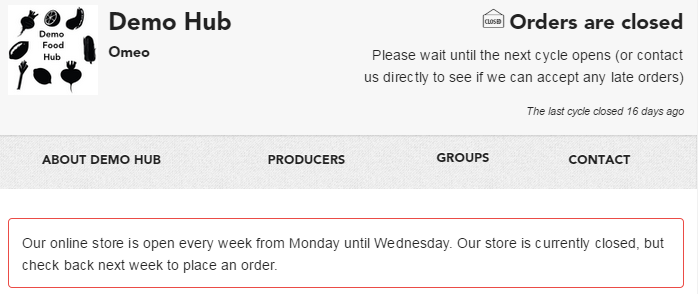 Demo
Food
Hub
Demo Hub
Omeo
CLOSED
Orders are closed
Please wait until the next cycle opens (or contact
us directly to see if we can accept any late orders)
The last cycle closed 16 days ago
ABOUT DEMO HUB
PRODUCERS
GROUPS
CONTACT
Our online store is open every week from Monday until Wednesday. Our store is currently closed, but
check back next week to place an order.